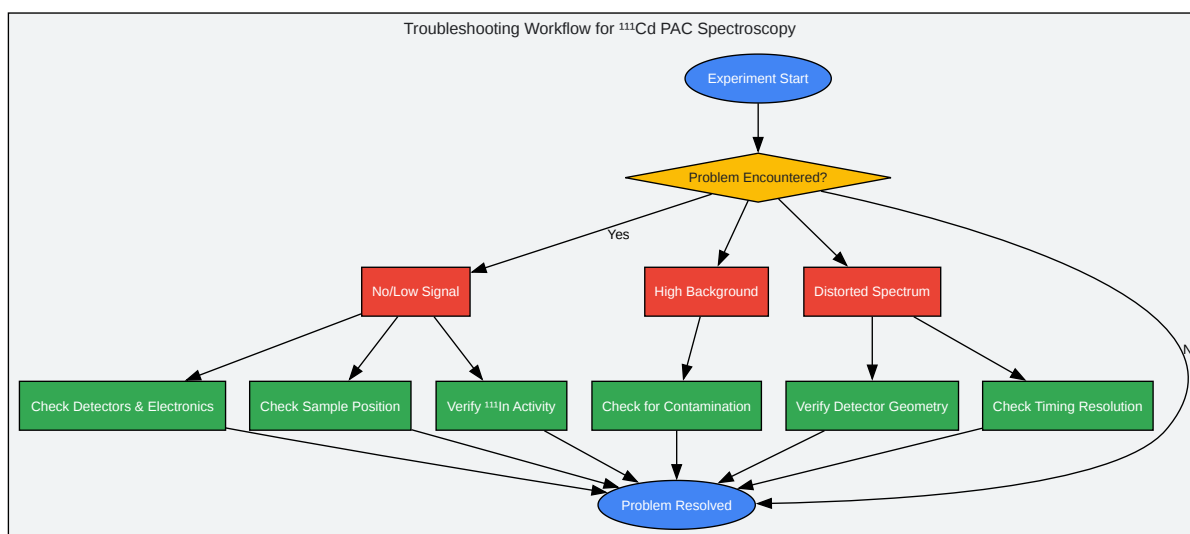 Troubleshooting Workflow for ¹¹¹Cd PAC Spectroscopy
Experiment Start
Problem Encountered?
Yes
No/Low Signal
High Background
Distorted Spectrum
Check Detectors & Electronics
Check Sample Position
Verify ¹¹¹In Activity
Check for Contamination
Verify Detector Geometry
Check Timing Resolution
Problem Resolved